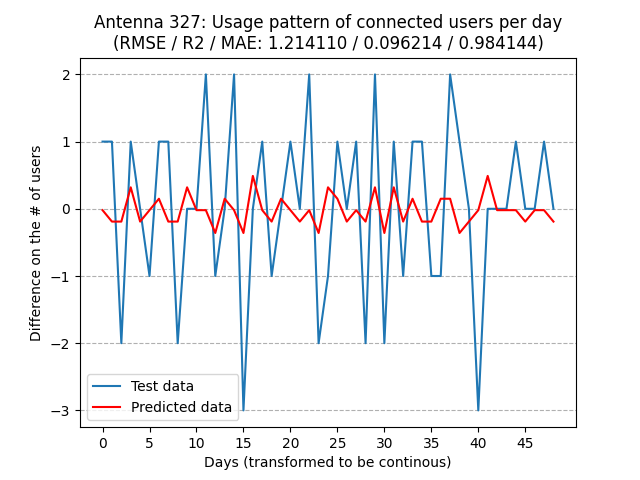 Antenna 327: Usage pattern of connected users per day
(RMSE / R2 / MAE: 1.214110 / 0.096214 / 0.984144)
2
1
0
−1
−2
−3
Difference on the # of users
Test data
Predicted data
0 5 10 15 20 25 30 35 40 45
Days (transformed to be continous)